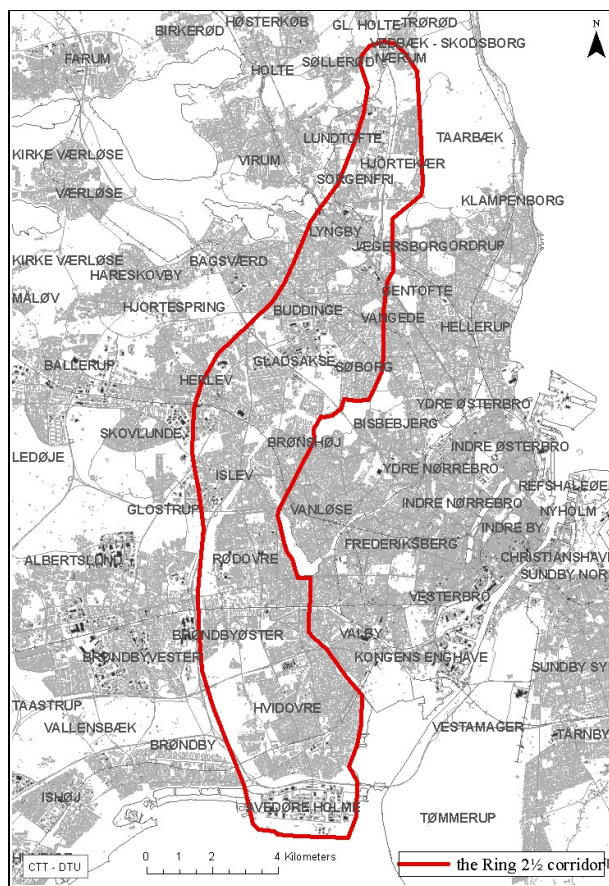 GL. HOLTE TRØRØD
HØSTERKØB
BIRKERØD
N
VEDBÆK - SKODSBORG
FARUM
SØLLERØD NÆRUM
HOLTE
LUNDTOFTE
TAARBÆK
KIRKE VÆRLØSE
VIRUM
HJORTEKÆR
SORGENFRI
VÆRLØSE
KLAMPENBORG
LYNGBY
JÆGERSBORG ORDRUP
KIRKE VÆRLØSE
BAGSVÆRD
HARESKOVBY
GENTOFTE
MÅLØV
HJORTESPRING
BUDDINGE
VANGEDE
HELLERUP
BALLERUP
GLADSAKSE
SØBORG
HERLEV
YDRE ØSTERBRO
SKOVLUNDE
BISBEBJERG
BRØNSHØJ
INDRE ØSTERBRO
LEDØJE
ISLEV
YDRE NØRREBRO
REFSHALEØE
GLOSTRUP
VANLØSE
INDRE NØRREBRO
NYHOLM
INDRE BY
FREDERIKSBERG
ALBERTSLUND
RØDOVRE
CHRISTIANSHAV
SUNDBY NOR
VESTERBRO
BRØNDBYØSTER
VALBY
BRØNDBYVESTER
KONGENS ENGHAVE
SUNDBY SY
TAASTRUP
HVIDOVRE
VALLENSBÆK
VESTAMAGER
TÅRNBY
BRØNDBY
ISHØJ
AVEDØRE HOLME
TØMMERUP
CTT - DTU
0 2 4 Kilometers
the Ring 2½ corridor